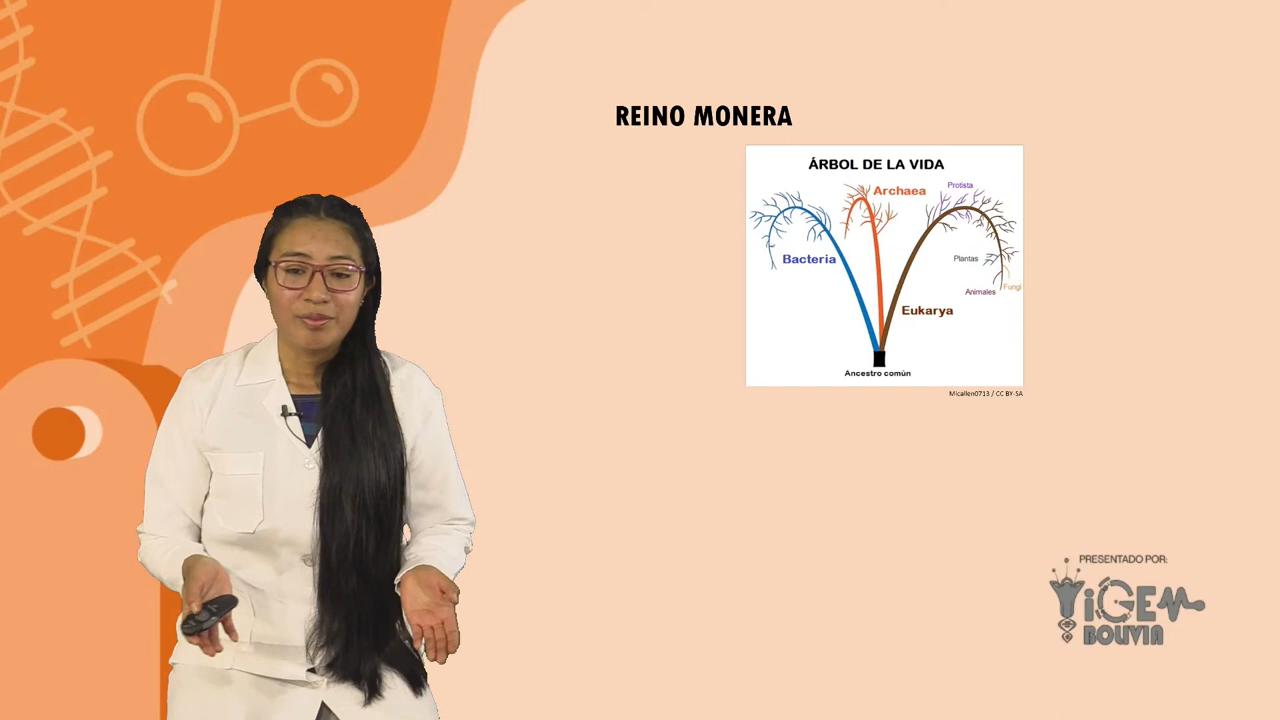 REINO MONERA
ÁRBOL DE LA VIDA
Protista
Archaea
Bacteria
Plantas
Fungi
Animales
Eukarya
Ancestro común
Micallen0713 / CC BY-SA
PRESENTADO POR:
iGEM
BOLIVIA